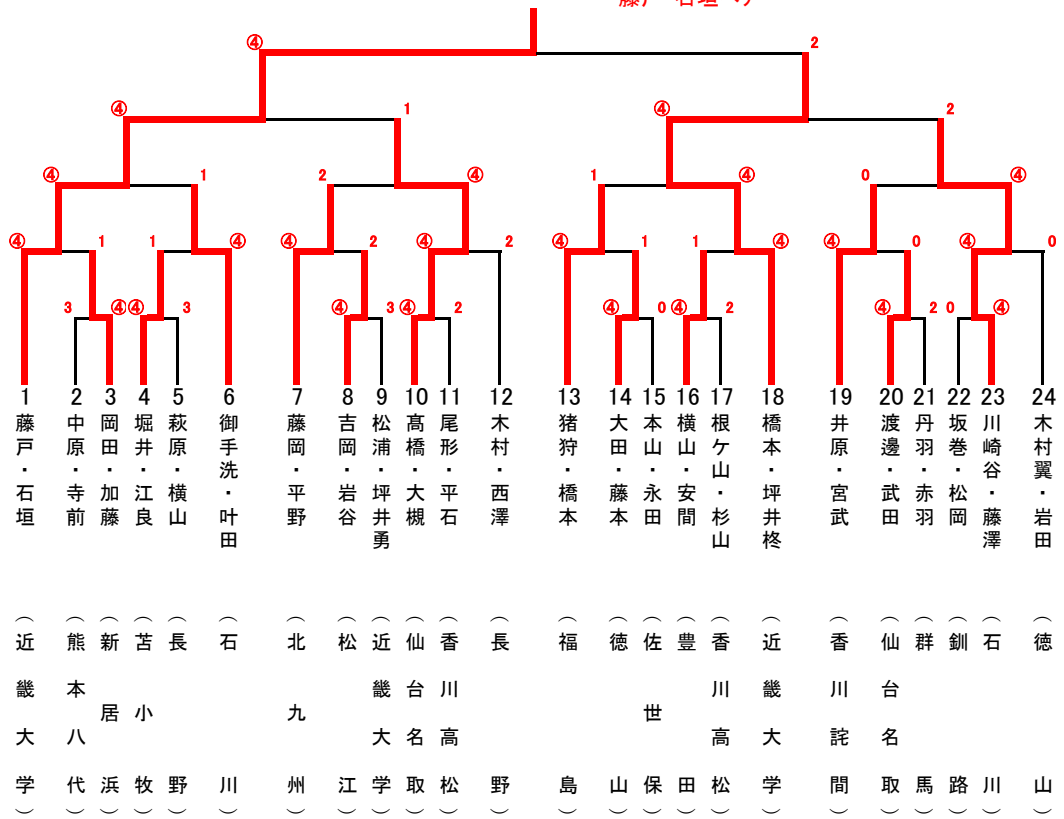 藤戸・石垣 ペア
④ 2
④ 1 ④ 2
④ 1 2 ④ 1 ④ 0 ④
④ 1 1 ④ ④ 2 ④ 2 ④ 1 1 ④ ④ 0 ④ 0
3 ④ ④ 3 ④ 3 ④ 2 ④ 0 ④ 2 ④ 2 0 ④
1 2 3 4 5 6 7 8 9 10 11 12 13 14 15 16 17 18 19 20 21 22 23 24
藤戸・石垣
中原・寺前
岡田・加藤
堀井・江良
萩原・横山
御手洗・叶田
藤岡・平野
吉岡・岩谷
松浦・坪井勇
髙橋・大槻
尾形・平石
木村・西澤
猪狩・橋本
大田・藤本
本山・永田
横山・安間
根ケ山・杉山
橋本・坪井柊
井原・宮武
渡邊・武田
丹羽・赤羽
坂巻・松岡
川崎谷・藤澤
木村翼・岩田
（近畿大学）
（熊本八代）
（新居浜）
（苫小牧）
（長野）
（石川）
（北九州）
（松江）
（近畿大学）
（仙台名取）
（香川高松）
（長野）
（福島）
（徳山）
（佐世保）
（豊田）
（香川高松）
（近畿大学）
（香川詫間）
（仙台名取）
（群馬）
（釧路）
（石川）
（徳山）